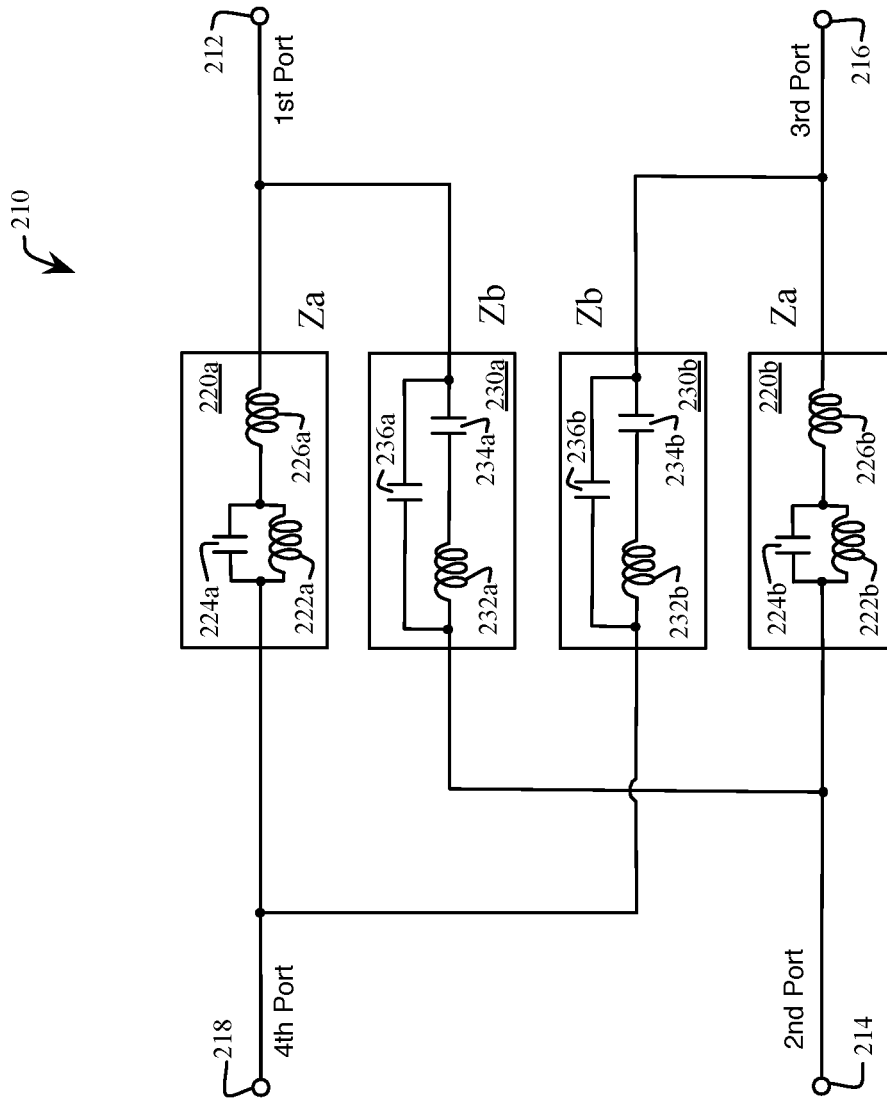 210
212
1st Port
216
3rd Port
Za
Zb
Zb
Za
220a
226a
224a
222a
230a
236a
234a
232a
230b
236b
234b
232b
220b
226b
224b
222b
218
4th Port
2nd Port
214